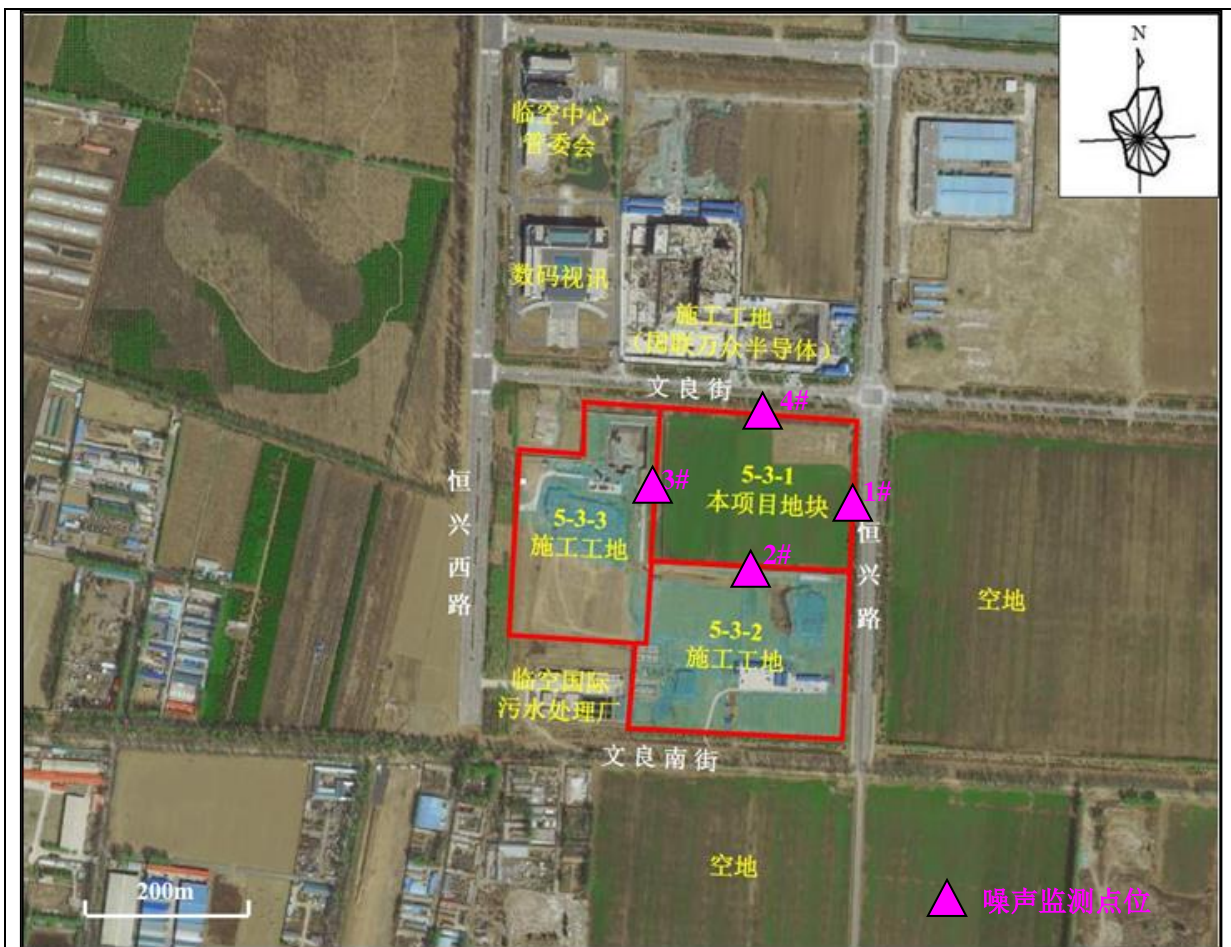 N
临空中心
管委会
数码视讯
施工工地
（国联万众半导体）
文良街
4#
5-3-1
本项目地块
3#
1#
恒兴西路
5-3-3
施工工地
2#
恒兴路
空地
5-3-2
施工工地
临空国际
污水处理厂
文良南街
空地
200m
噪声监测点位